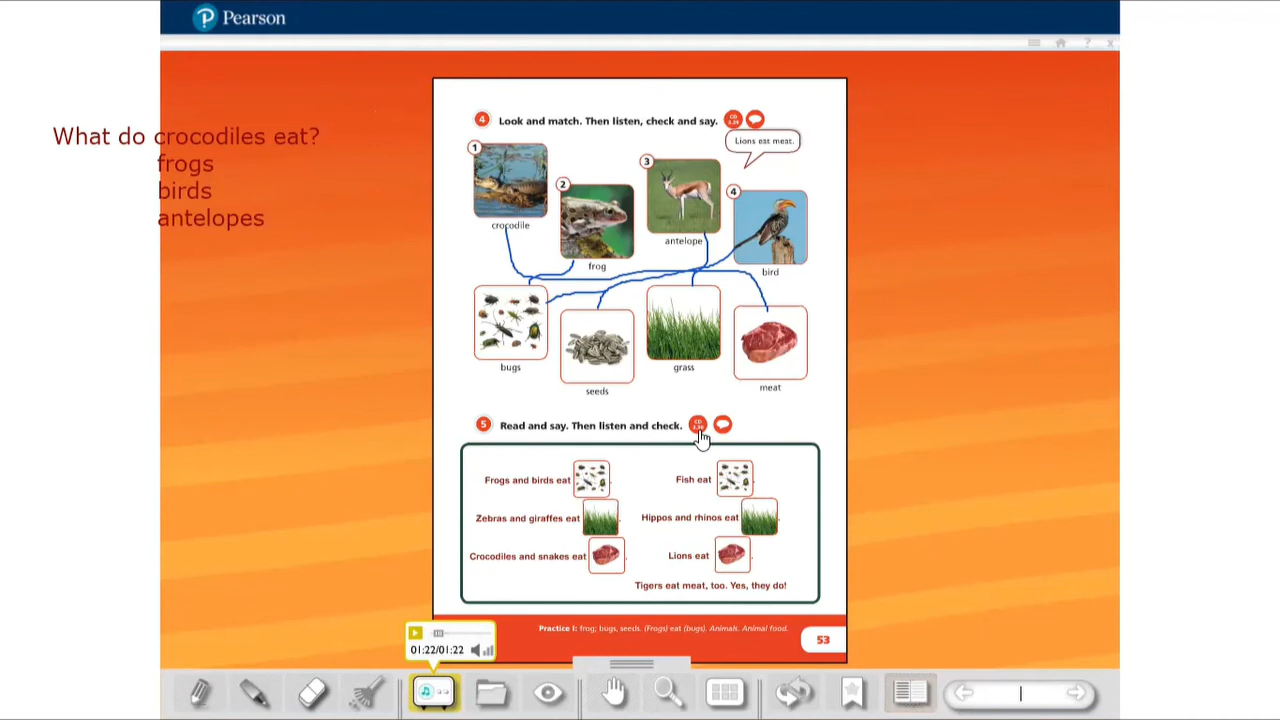 Pearson
What do crocodiles eat?
frogs
birds
antelopes
4 Look and match. Then listen, check and say.
Lions eat meat.
1
crocodile
2
frog
3
antelope
4
bird
bugs
seeds
grass
meat
5 Read and say. Then listen and check.
Frogs and birds eat .
Fish eat .
Zebras and giraffes eat .
Hippos and rhinos eat .
Crocodiles and snakes eat .
Lions eat .
Tigers eat meat, too. Yes, they do!
Practice I: frog; bugs, seeds. (Frogs) eat (bugs). Animals. Animal food.
53
01:22/01:22